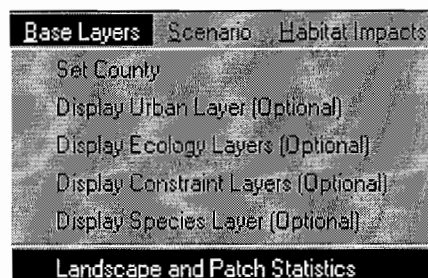 Base Layers Scenario Habitat Impacts
Set County
Display Urban Layer (Optional)
Display Ecology Layers (Optional)
Display Constraint Layers (Optional)
Display Species Layer (Optional)
Landscape and Patch Statistics